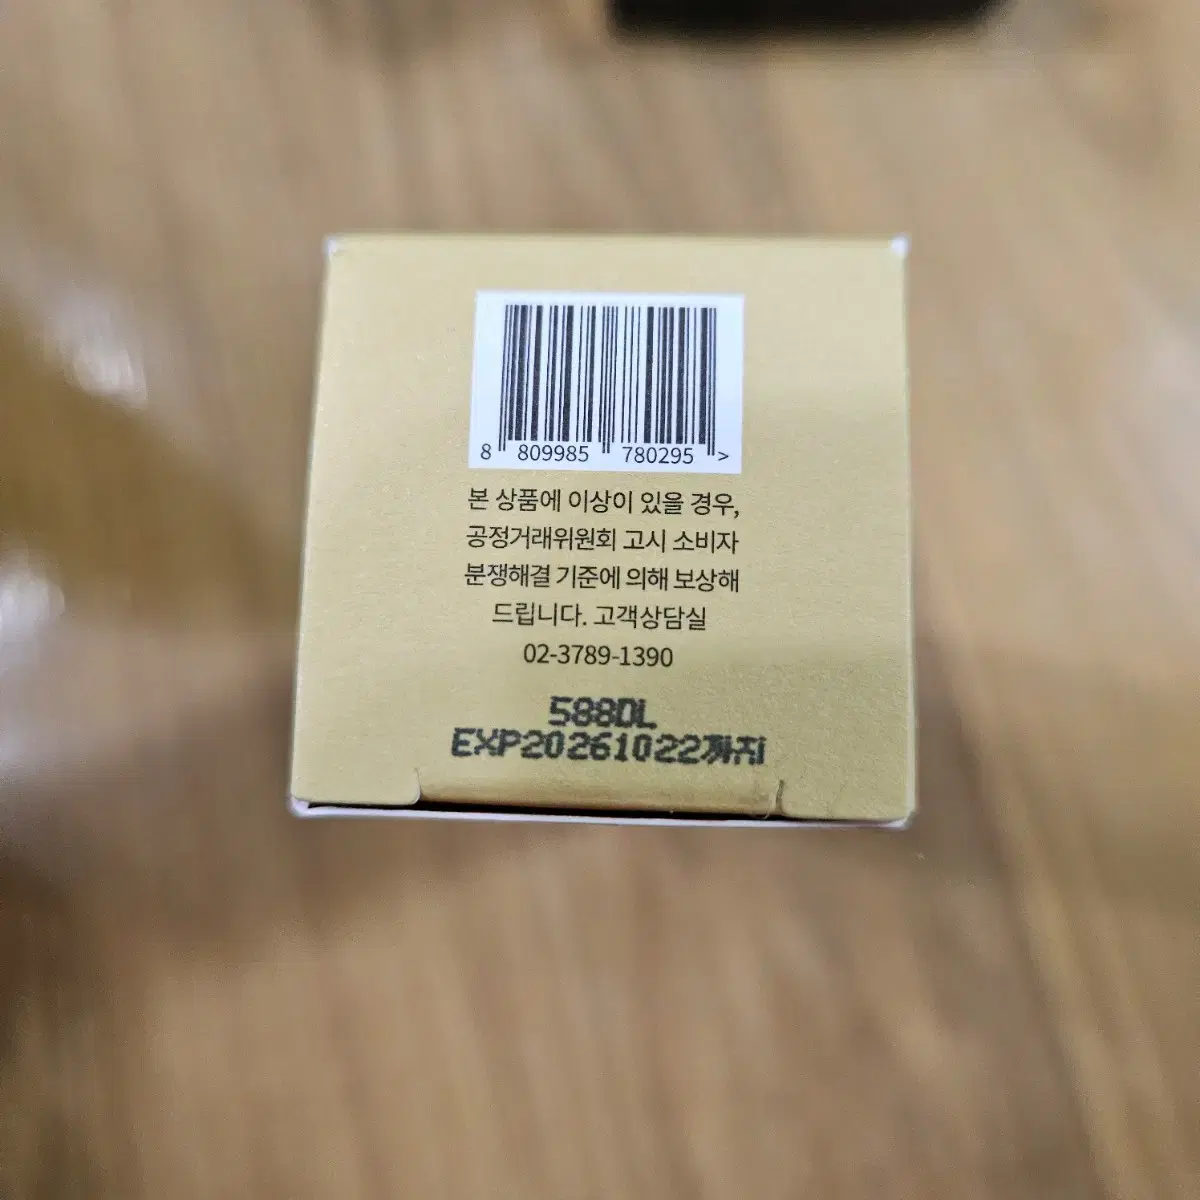 8 809985 780295 >
본 상품에 이상이 있을 경우,
공정거래위원회 고시 소비자
분쟁해결 기준에 의해 보상해
드립니다. 고객상담실
02-3789-1390
588DL
EXP20261022까지